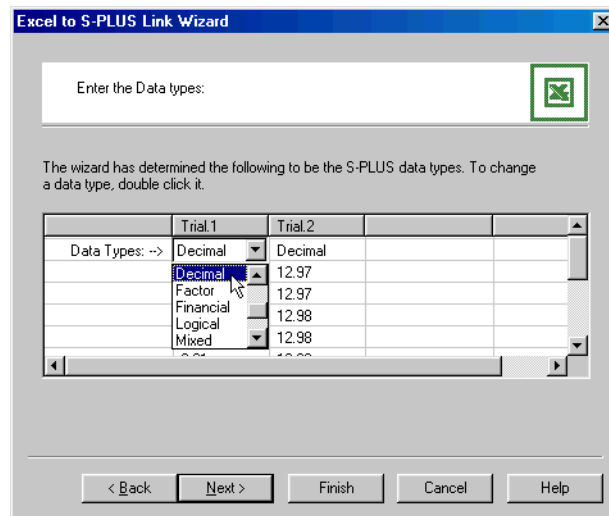 Excel to S-PLUS Link Wizard
Enter the Data types:
The wizard has determined the following to be the S-PLUS data types. To change
a data type, double click it.
Trial.1 Trial.2
Data Types: --> Decimal Decimal
Decimal 12.97
Factor 12.97
Financial 12.98
Logical 12.98
Mixed
< Back Next > Finish Cancel Help